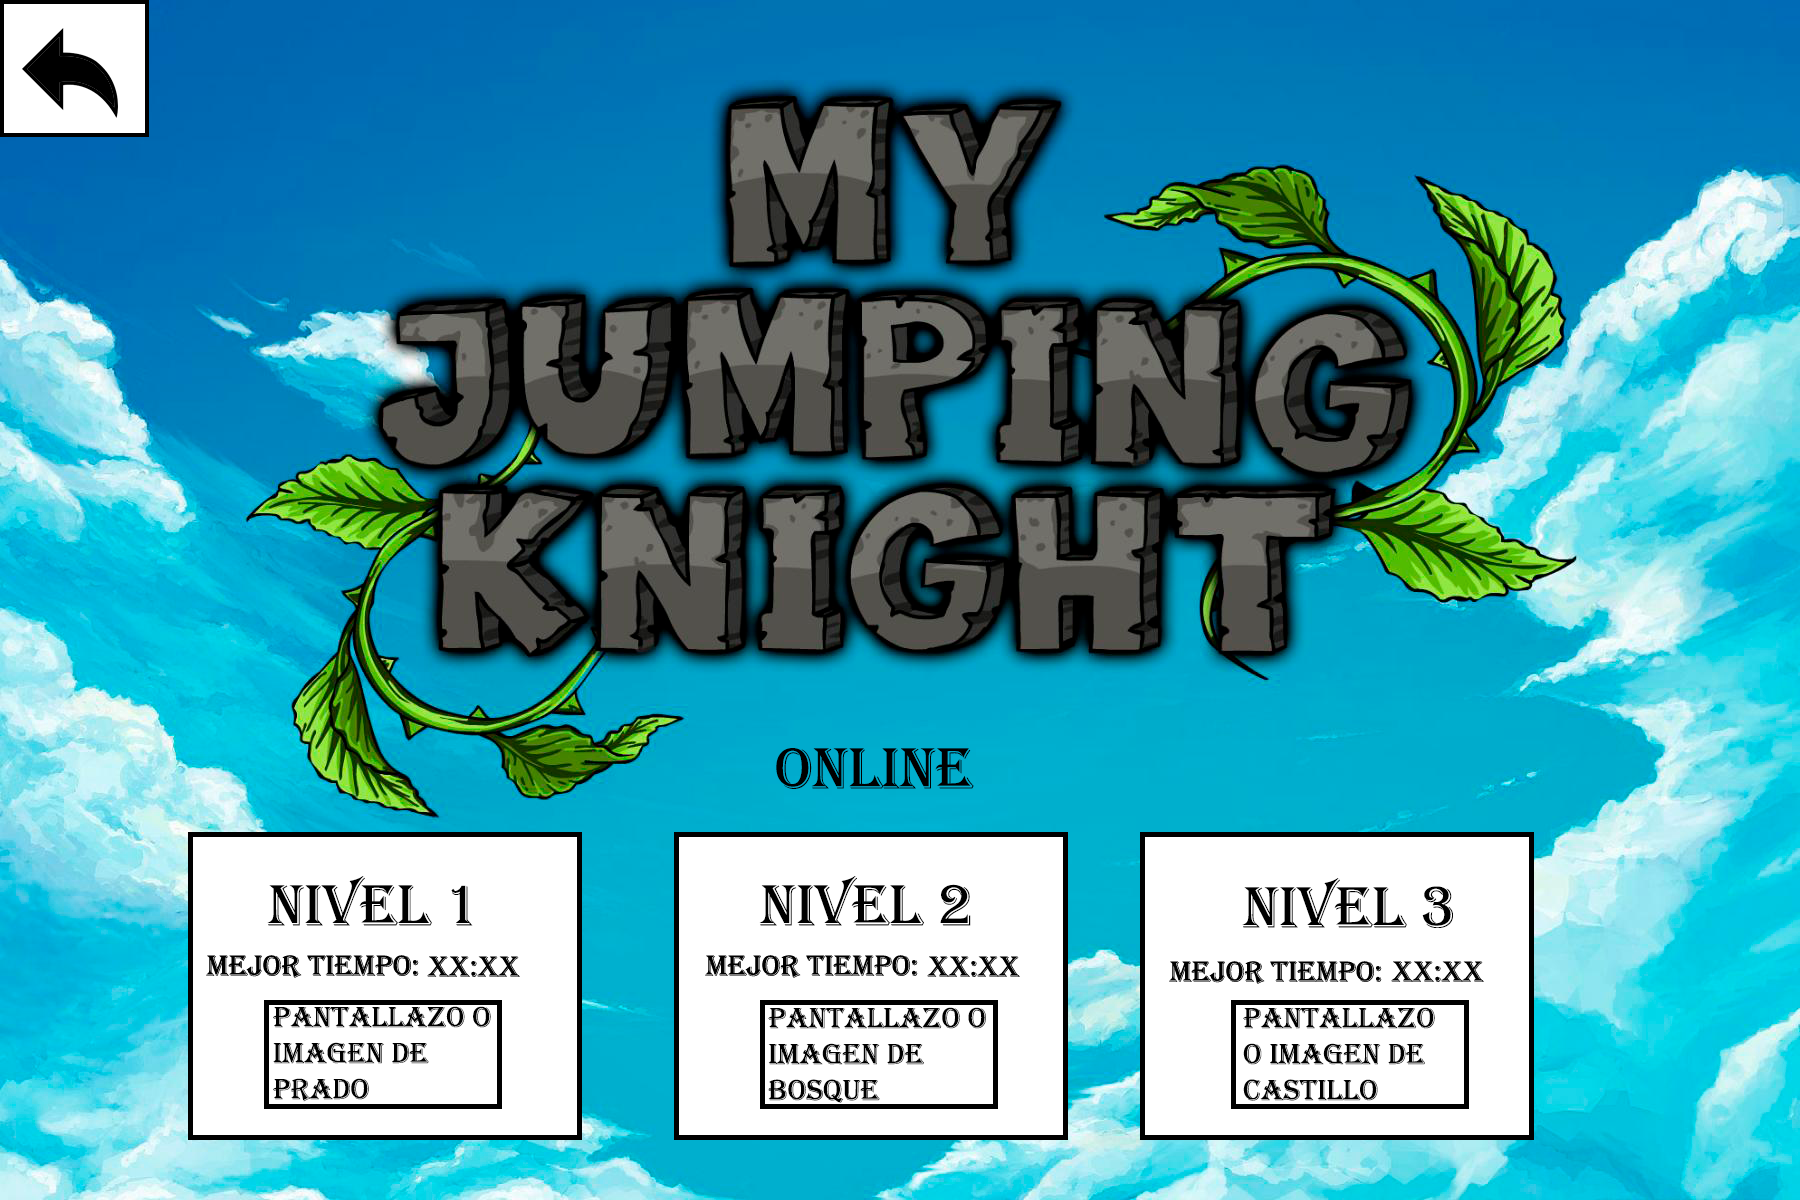 MY
JUMPING
KNIGHT
ONLINE
NIVEL 1
MEJOR TIEMPO: XX:XX
PANTALLAZO O
IMAGEN DE
PRADO
NIVEL 2
MEJOR TIEMPO: XX:XX
PANTALLAZO O
IMAGEN DE
BOSQUE
NIVEL 3
MEJOR TIEMPO: XX:XX
PANTALLAZO
O IMAGEN DE
CASTILLO